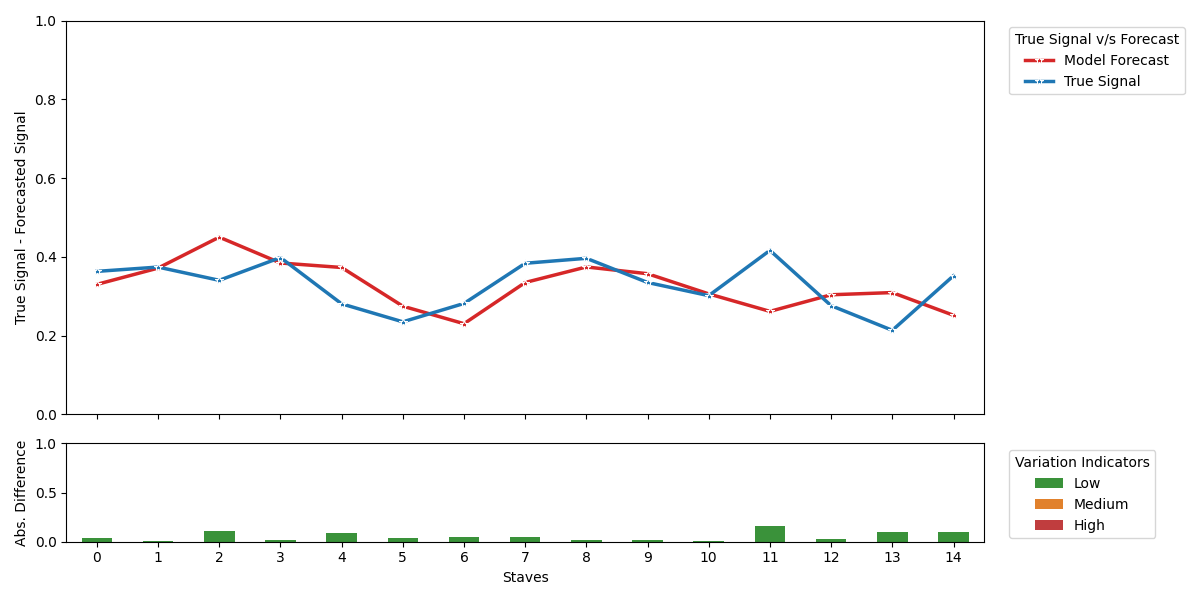 1.0
0.8
0.6
0.4
0.2
0.0
True Signal - Forecasted Signal
True Signal v/s Forecast
Model Forecast
True Signal
1.0
0.5
0.0
Abs. Difference
0 1 2 3 4 5 6 7 8 9 10 11 12 13 14
Staves
Variation Indicators
Low
Medium
High